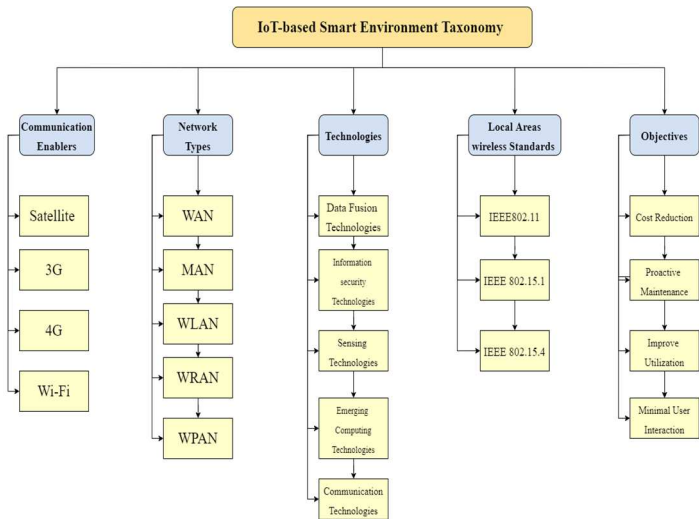 IoT-based Smart Environment Taxonomy
Communication
Enablers
Satellite
3G
4G
Wi-Fi
Network
Types
WAN
MAN
WLAN
WRAN
WPAN
Technologies
Data Fusion
Technologies
Information
security
Technologies
Sensing
Technologies
Emerging
Computing
Technologies
Communication
Technologies
Local Areas
wireless Standards
IEEE802.11
IEEE 802.15.1
IEEE 802.15.4
Objectives
Cost Reduction
Proactive
Maintenance
Improve
Utilization
Minimal User
Interaction